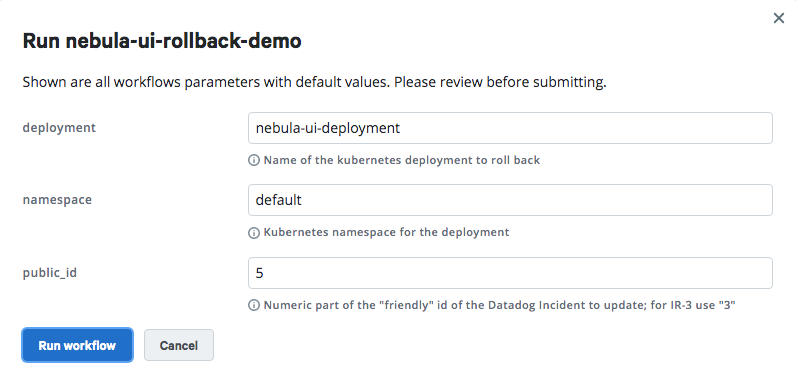 Run nebula-ui-rollback-demo
Shown are all workflows parameters with default values. Please review before submitting.
deployment
nebula-ui-deployment
Name of the kubernetes deployment to roll back
namespace
default
Kubernetes namespace for the deployment
public_id
5
Numeric part of the "friendly" id of the Datadog Incident to update; for IR-3 use "3"
Run workflow
Cancel